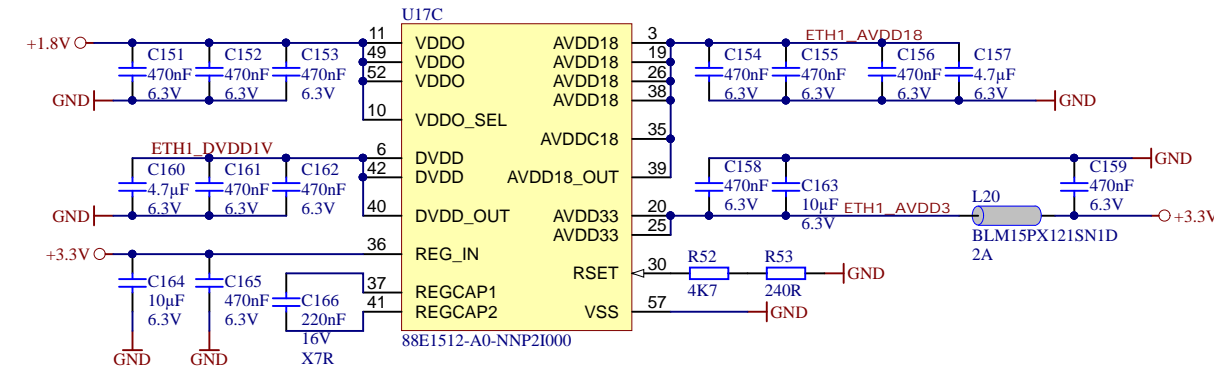 U17C
+1.8V
C151
470nF
6.3V
C152
470nF
6.3V
C153
470nF
6.3V
GND
11
49
52
10
VDDO
VDDO
VDDO
VDDO_SEL
ETH1_DVDD1V
C160
4.7µF
6.3V
C161
470nF
6.3V
C162
470nF
6.3V
GND
6
42
40
DVDD
DVDD
DVDD_OUT
+3.3V
36
REG_IN
C164
10µF
6.3V
GND
C165
470nF
6.3V
GND
C166
220nF
16V
X7R
37
41
REGCAP1
REGCAP2
88E1512-A0-NNP2I000
AVDD18
AVDD18
AVDD18
AVDD18
AVDDC18
AVDD18_OUT
AVDD33
AVDD33
RSET
VSS
3
19
26
38
35
39
20
25
30
57
ETH1_AVDD18
C154
470nF
6.3V
C155
470nF
6.3V
C156
470nF
6.3V
C157
4.7µF
6.3V
GND
C158
470nF
6.3V
C163
10µF
6.3V
GND
C159
470nF
6.3V
ETH1_AVDD3
L20
BLM15PX121SN1D
2A
+3.3V
R52
4K7
R53
240R
GND
GND